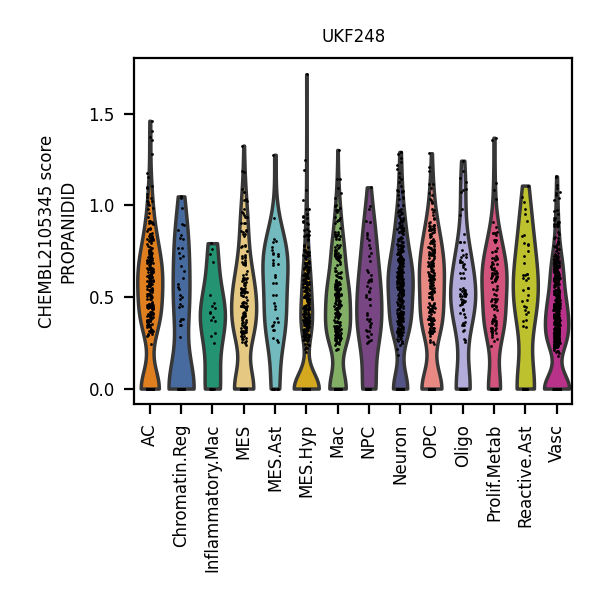 UKF248
CHEMBL2105345 score
PROPANIDID
1.5
1.0
0.5
0.0
AC
Chromatin.Reg
Inflammatory.Mac
MES
MES.Ast
MES.Hyp
Mac
NPC
Neuron
OPC
Oligo
Prolif.Metab
Reactive.Ast
Vasc